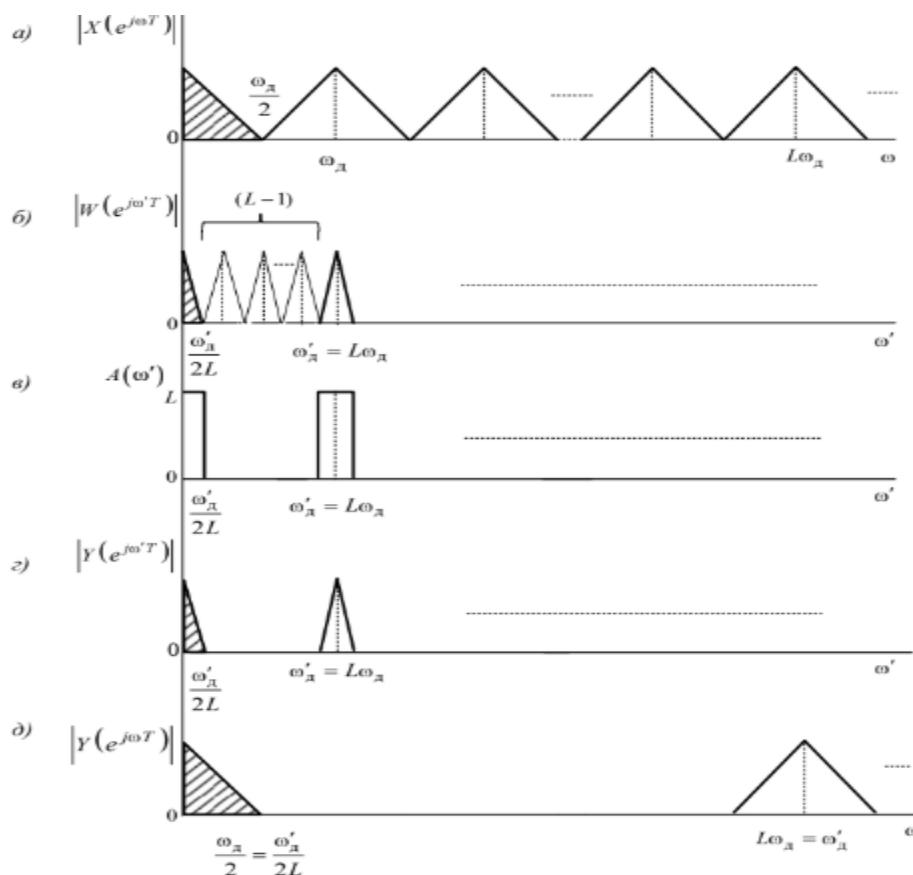 а) |X(e^{jωT})|
ω_д/2
0
ω_д
Lω_д
ω
б) |W(e^{jω'T})|
(L−1)
0
ω'_д/2L
ω'_д = Lω_д
ω'
в) A(ω')
L
0
ω'_д/2L
ω'_д = Lω_д
ω'
г) |Y(e^{jω'T})|
0
ω'_д/2L
ω'_д = Lω_д
ω'
д) |Y(e^{jωT})|
0
ω_д/2 = ω'_д/2L
Lω_д = ω'_д
ω